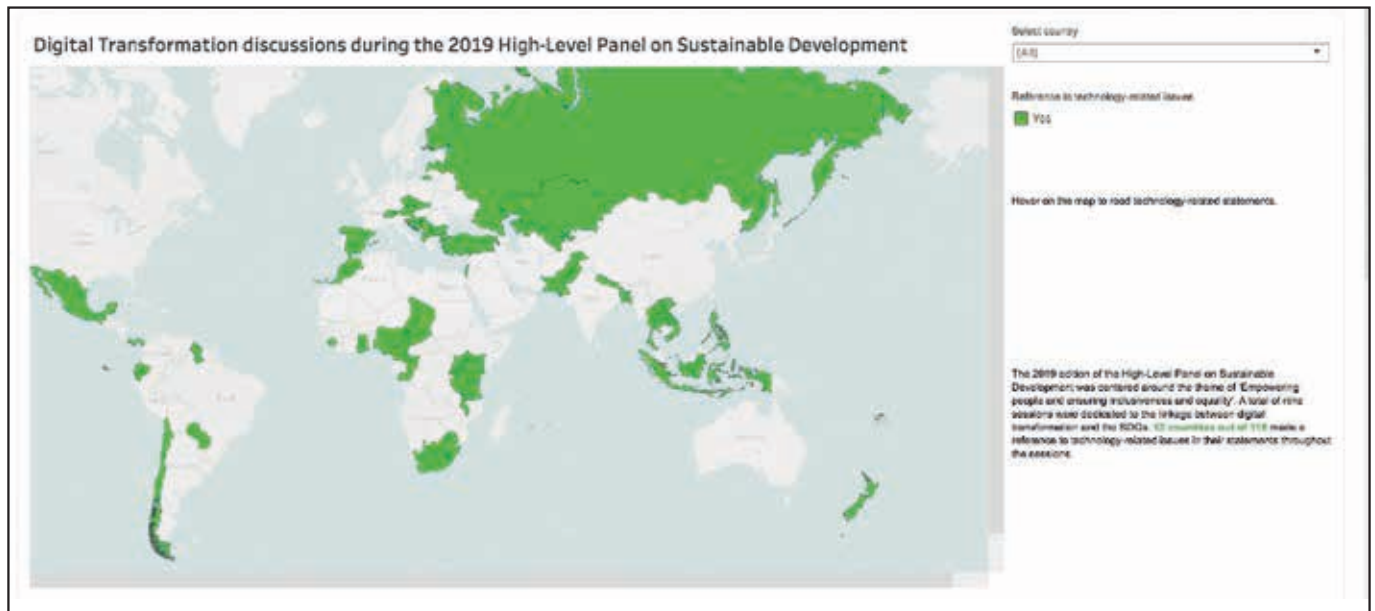 Digital Transformation discussions during the 2019 High-Level Panel on Sustainable Development
Select country
(All)
Reference to technology-related issues
Yes
Hover on the map to read technology-related statements.
The 2019 edition of the High-Level Panel on Sustainable
Development was centered around the theme of 'Empowering
people and ensuring inclusiveness and equality'. A total of nine
sessions were dedicated to the linkage between digital
transformation and the SDGs. countries out of made a
reference to technology-related issues in their statements throughout
the sessions.